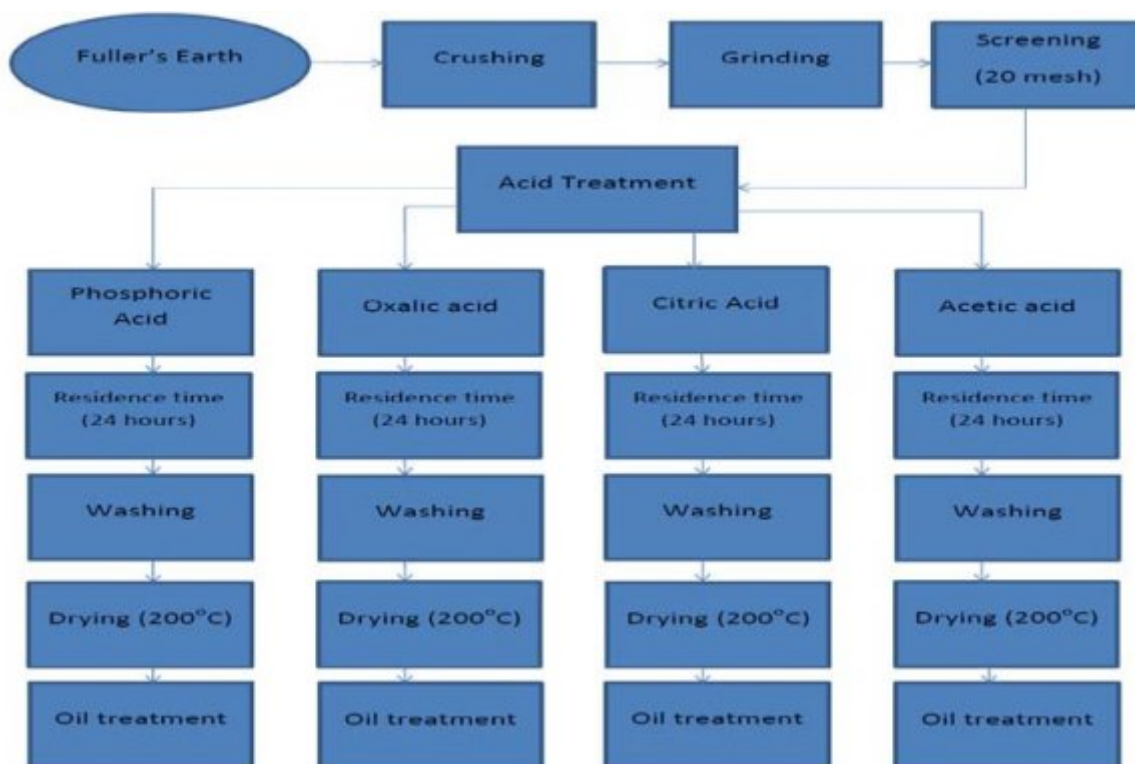 Fuller's Earth
Crushing
Grinding
Screening
(20 mesh)
Acid Treatment
Phosphoric
Acid
Oxalic acid
Citric Acid
Acetic acid
Residence time
(24 hours)
Residence time
(24 hours)
Residence time
(24 hours)
Residence time
(24 hours)
Washing
Washing
Washing
Washing
Drying (200°C)
Drying (200°C)
Drying (200°C)
Drying (200°C)
Oil treatment
Oil treatment
Oil treatment
Oil treatment